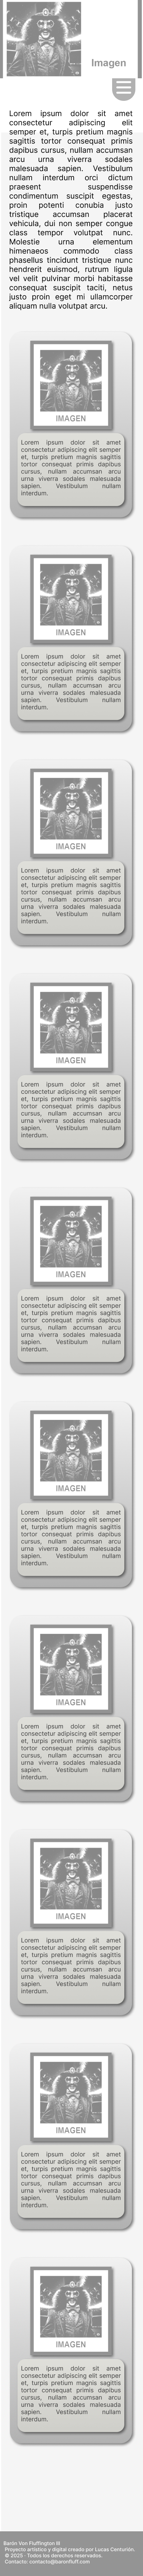 Imagen
Lorem ipsum dolor sit amet
consectetur adipiscing elit
semper et, turpis pretium magnis
sagittis tortor consequat primis
dapibus cursus, nullam accumsan
arcu urna viverra sodales
malesuada sapien. Vestibulum
nullam interdum orci dictum
praesent suspendisse
condimentum suscipit egestas,
proin potenti conubia justo
tristique accumsan placerat
vehicula, dui non semper congue
class tempor volutpat nunc.
Molestie urna elementum
himenaeos commodo class
phasellus tincidunt tristique nunc
hendrerit euismod, rutrum ligula
vel velit pulvinar morbi habitasse
consequat suscipit taciti, netus
justo proin eget mi ullamcorper
aliquam nulla volutpat arcu.
IMAGEN
Lorem ipsum dolor sit amet
consectetur adipiscing elit semper
et, turpis pretium magnis sagittis
tortor consequat primis dapibus
cursus, nullam accumsan arcu
urna viverra sodales malesuada
sapien. Vestibulum nullam
interdum.
IMAGEN
Lorem ipsum dolor sit amet
consectetur adipiscing elit semper
et, turpis pretium magnis sagittis
tortor consequat primis dapibus
cursus, nullam accumsan arcu
urna viverra sodales malesuada
sapien. Vestibulum nullam
interdum.
IMAGEN
Lorem ipsum dolor sit amet
consectetur adipiscing elit semper
et, turpis pretium magnis sagittis
tortor consequat primis dapibus
cursus, nullam accumsan arcu
urna viverra sodales malesuada
sapien. Vestibulum nullam
interdum.
IMAGEN
Lorem ipsum dolor sit amet
consectetur adipiscing elit semper
et, turpis pretium magnis sagittis
tortor consequat primis dapibus
cursus, nullam accumsan arcu
urna viverra sodales malesuada
sapien. Vestibulum nullam
interdum.
IMAGEN
Lorem ipsum dolor sit amet
consectetur adipiscing elit semper
et, turpis pretium magnis sagittis
tortor consequat primis dapibus
cursus, nullam accumsan arcu
urna viverra sodales malesuada
sapien. Vestibulum nullam
interdum.
IMAGEN
Lorem ipsum dolor sit amet
consectetur adipiscing elit semper
et, turpis pretium magnis sagittis
tortor consequat primis dapibus
cursus, nullam accumsan arcu
urna viverra sodales malesuada
sapien. Vestibulum nullam
interdum.
IMAGEN
Lorem ipsum dolor sit amet
consectetur adipiscing elit semper
et, turpis pretium magnis sagittis
tortor consequat primis dapibus
cursus, nullam accumsan arcu
urna viverra sodales malesuada
sapien. Vestibulum nullam
interdum.
IMAGEN
Lorem ipsum dolor sit amet
consectetur adipiscing elit semper
et, turpis pretium magnis sagittis
tortor consequat primis dapibus
cursus, nullam accumsan arcu
urna viverra sodales malesuada
sapien. Vestibulum nullam
interdum.
IMAGEN
Lorem ipsum dolor sit amet
consectetur adipiscing elit semper
et, turpis pretium magnis sagittis
tortor consequat primis dapibus
cursus, nullam accumsan arcu
urna viverra sodales malesuada
sapien. Vestibulum nullam
interdum.
IMAGEN
Lorem ipsum dolor sit amet
consectetur adipiscing elit semper
et, turpis pretium magnis sagittis
tortor consequat primis dapibus
cursus, nullam accumsan arcu
urna viverra sodales malesuada
sapien. Vestibulum nullam
interdum.
Barón Von Fluffington III
Proyecto artístico y digital creado por Lucas Centurión.
© 2025 · Todos los derechos reservados.
Contacto: contacto@baronfluff.com